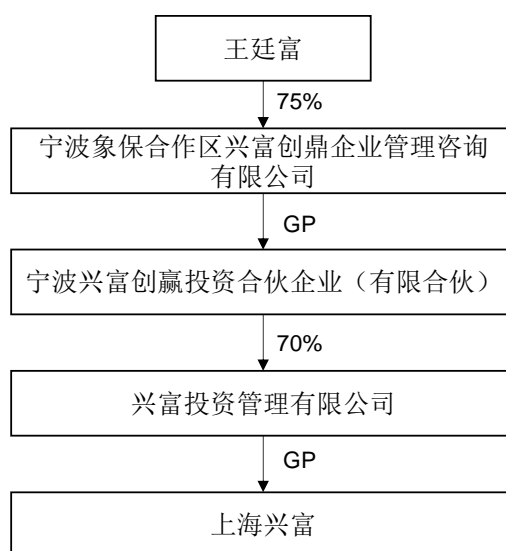 王廷富
75%
宁波象保合作区兴富创鼎企业管理咨询
有限公司
GP
宁波兴富创赢投资合伙企业（有限合伙）
70%
兴富投资管理有限公司
GP
上海兴富